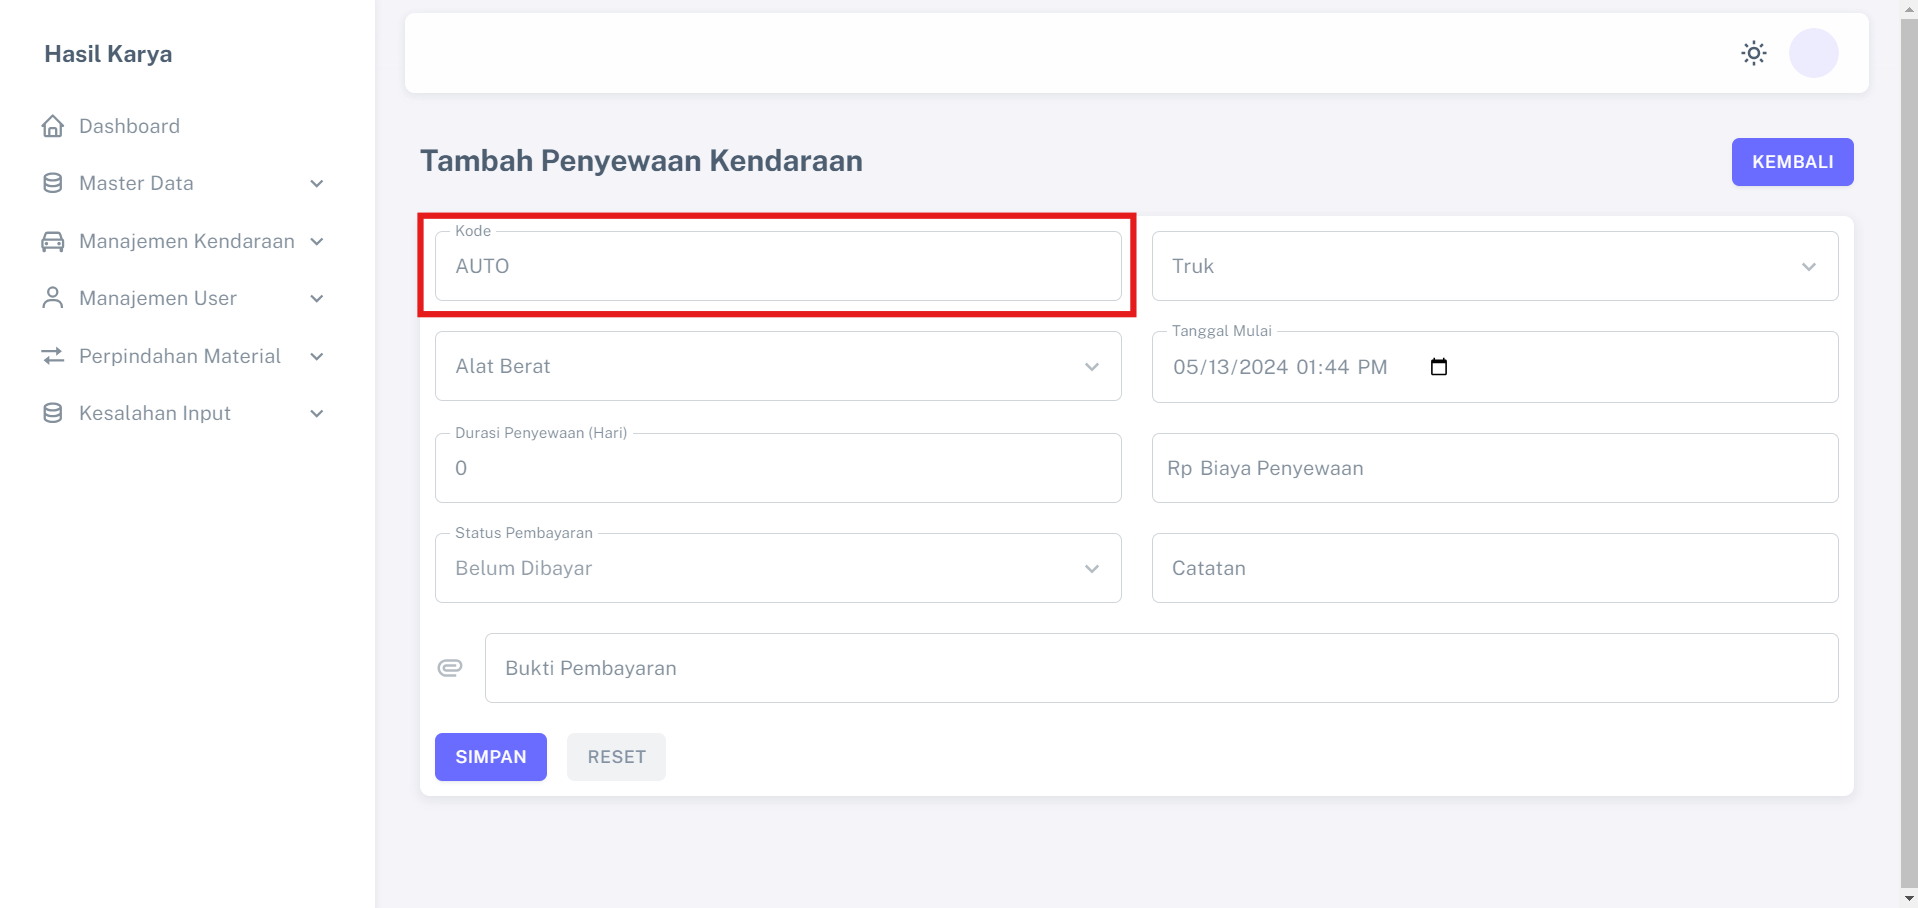 Hasil Karya
Dashboard
Master Data
Manajemen Kendaraan
Manajemen User
Perpindahan Material
Kesalahan Input
Tambah Penyewaan Kendaraan
KEMBALI
Kode
AUTO
Truk
Alat Berat
Tanggal Mulai
05/13/2024 01:44 PM
Durasi Penyewaan (Hari)
0
Rp Biaya Penyewaan
Status Pembayaran
Belum Dibayar
Catatan
Bukti Pembayaran
SIMPAN
RESET